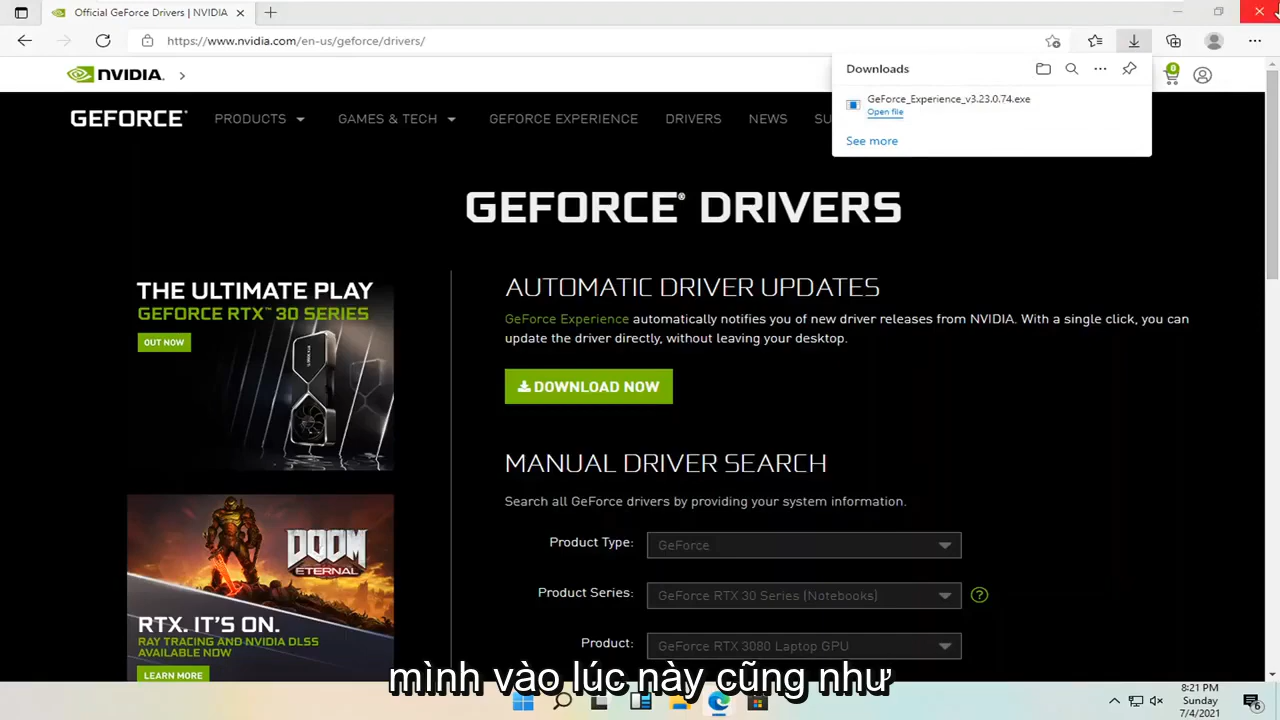 Official GeForce Drivers | NVIDIA
https://www.nvidia.com/en-us/geforce/drivers/
Downloads
GeForce_Experience_v3.23.0.74.exe
Open file
See more
NVIDIA.
0
GEFORCE®
PRODUCTS
GAMES & TECH
GEFORCE EXPERIENCE
DRIVERS
NEWS
SU
GEFORCE® DRIVERS
THE ULTIMATE PLAY
GEFORCE RTX™ 30 SERIES
OUT NOW
AUTOMATIC DRIVER UPDATES
GeForce Experience automatically notifies you of new driver releases from NVIDIA. With a single click, you can
update the driver directly, without leaving your desktop.
DOWNLOAD NOW
MANUAL DRIVER SEARCH
Search all GeForce drivers by providing your system information.
Product Type:
GeForce
Product Series:
GeForce RTX 30 Series (Notebooks)
?
Product:
GeForce RTX 3080 Laptop GPU
DOOM
ETERNAL
RTX. IT'S ON.
RAY TRACING AND NVIDIA DLSS
AVAILABLE NOW
LEARN MORE
mình vào lúc này cũng như
8:21 PM
Sunday
7/4/2021
6